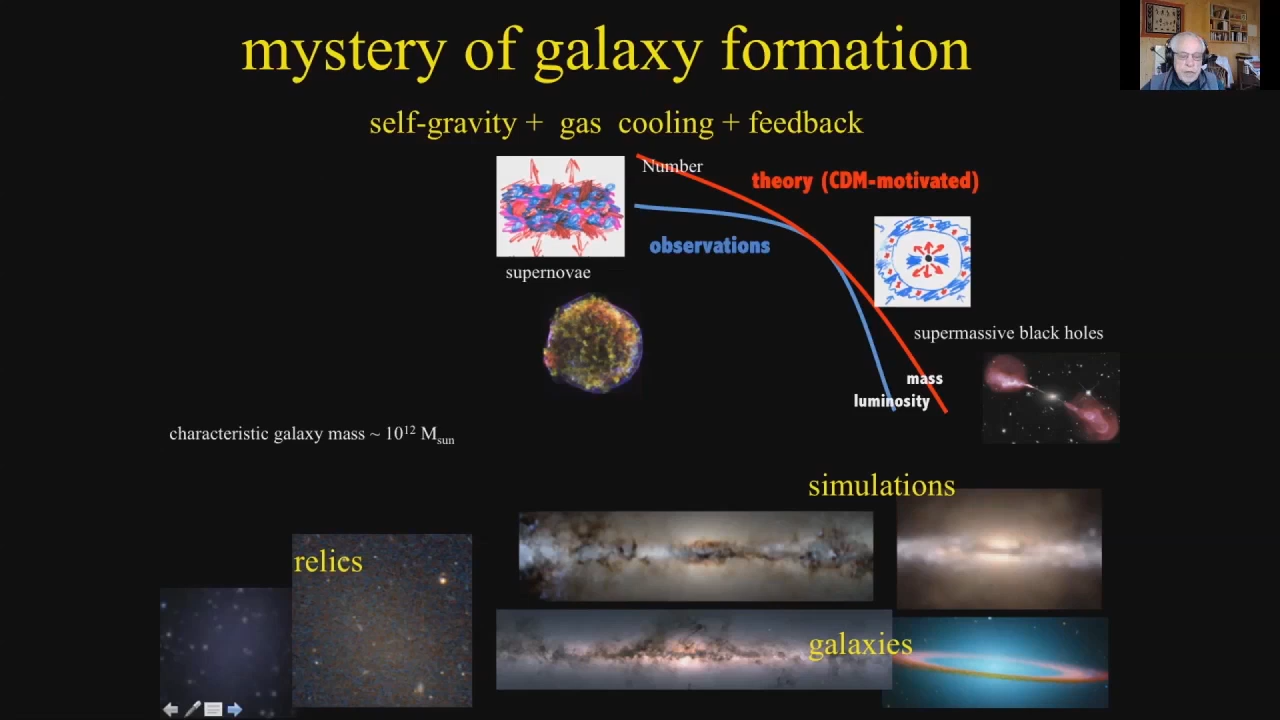 mystery of galaxy formation
self-gravity + gas cooling + feedback
Number
theory (CDM-motivated)
observations
supernovae
supermassive black holes
mass
luminosity
characteristic galaxy mass ~ 10¹² Msun
simulations
relics
galaxies